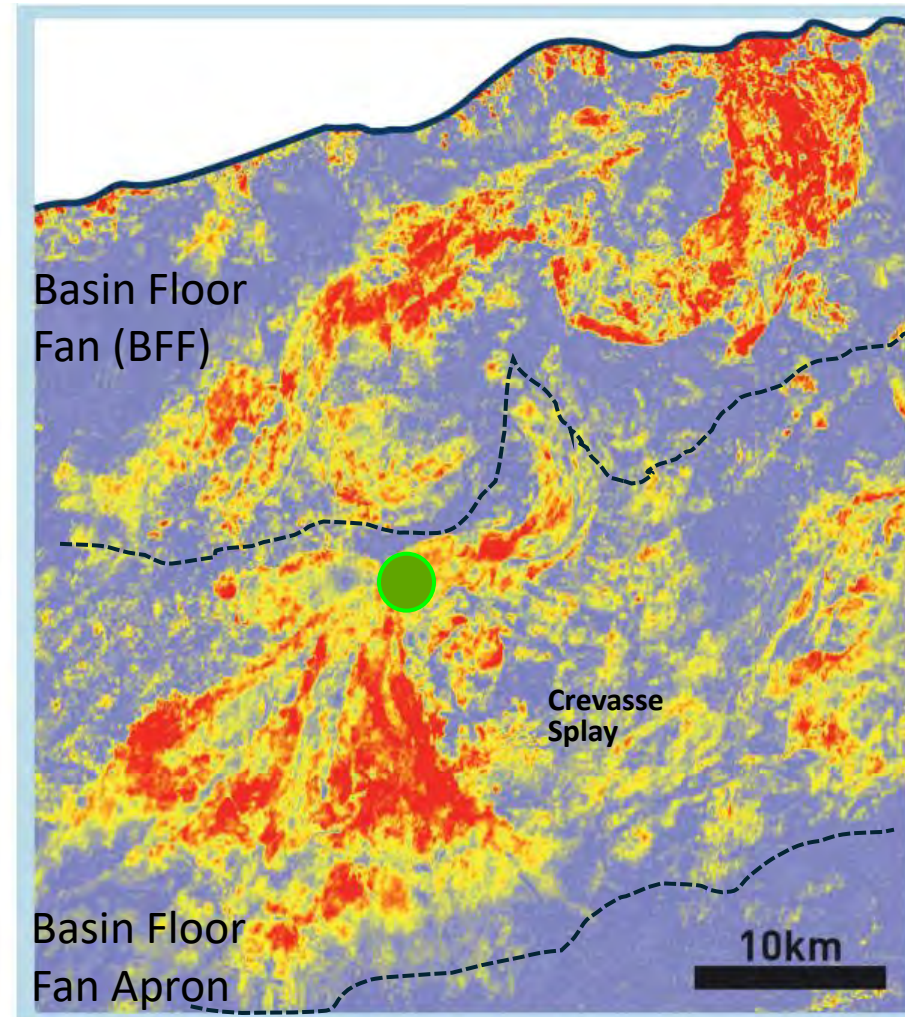 Basin Floor
Fan (BFF)
Crevasse
Splay
Basin Floor
Fan Apron
10km